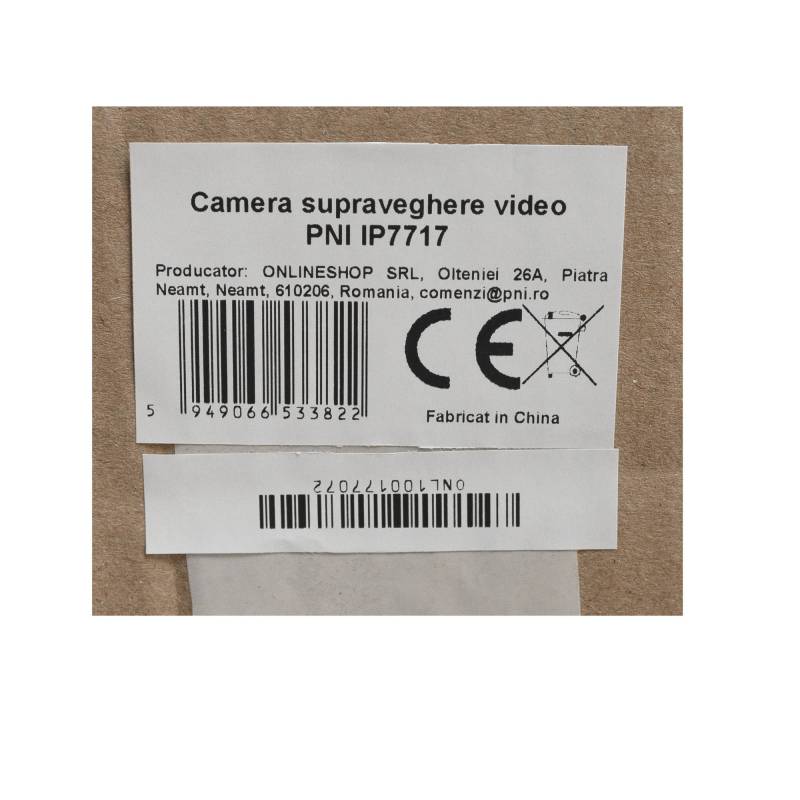 Camera supraveghere video
PNI IP7717
Producator: ONLINESHOP SRL, Olteniei 26A, Piatra
Neamt, Neamt, 610206, Romania, comenzi@pni.ro
CE
5 949066 533822
Fabricat in China
ONL100177072